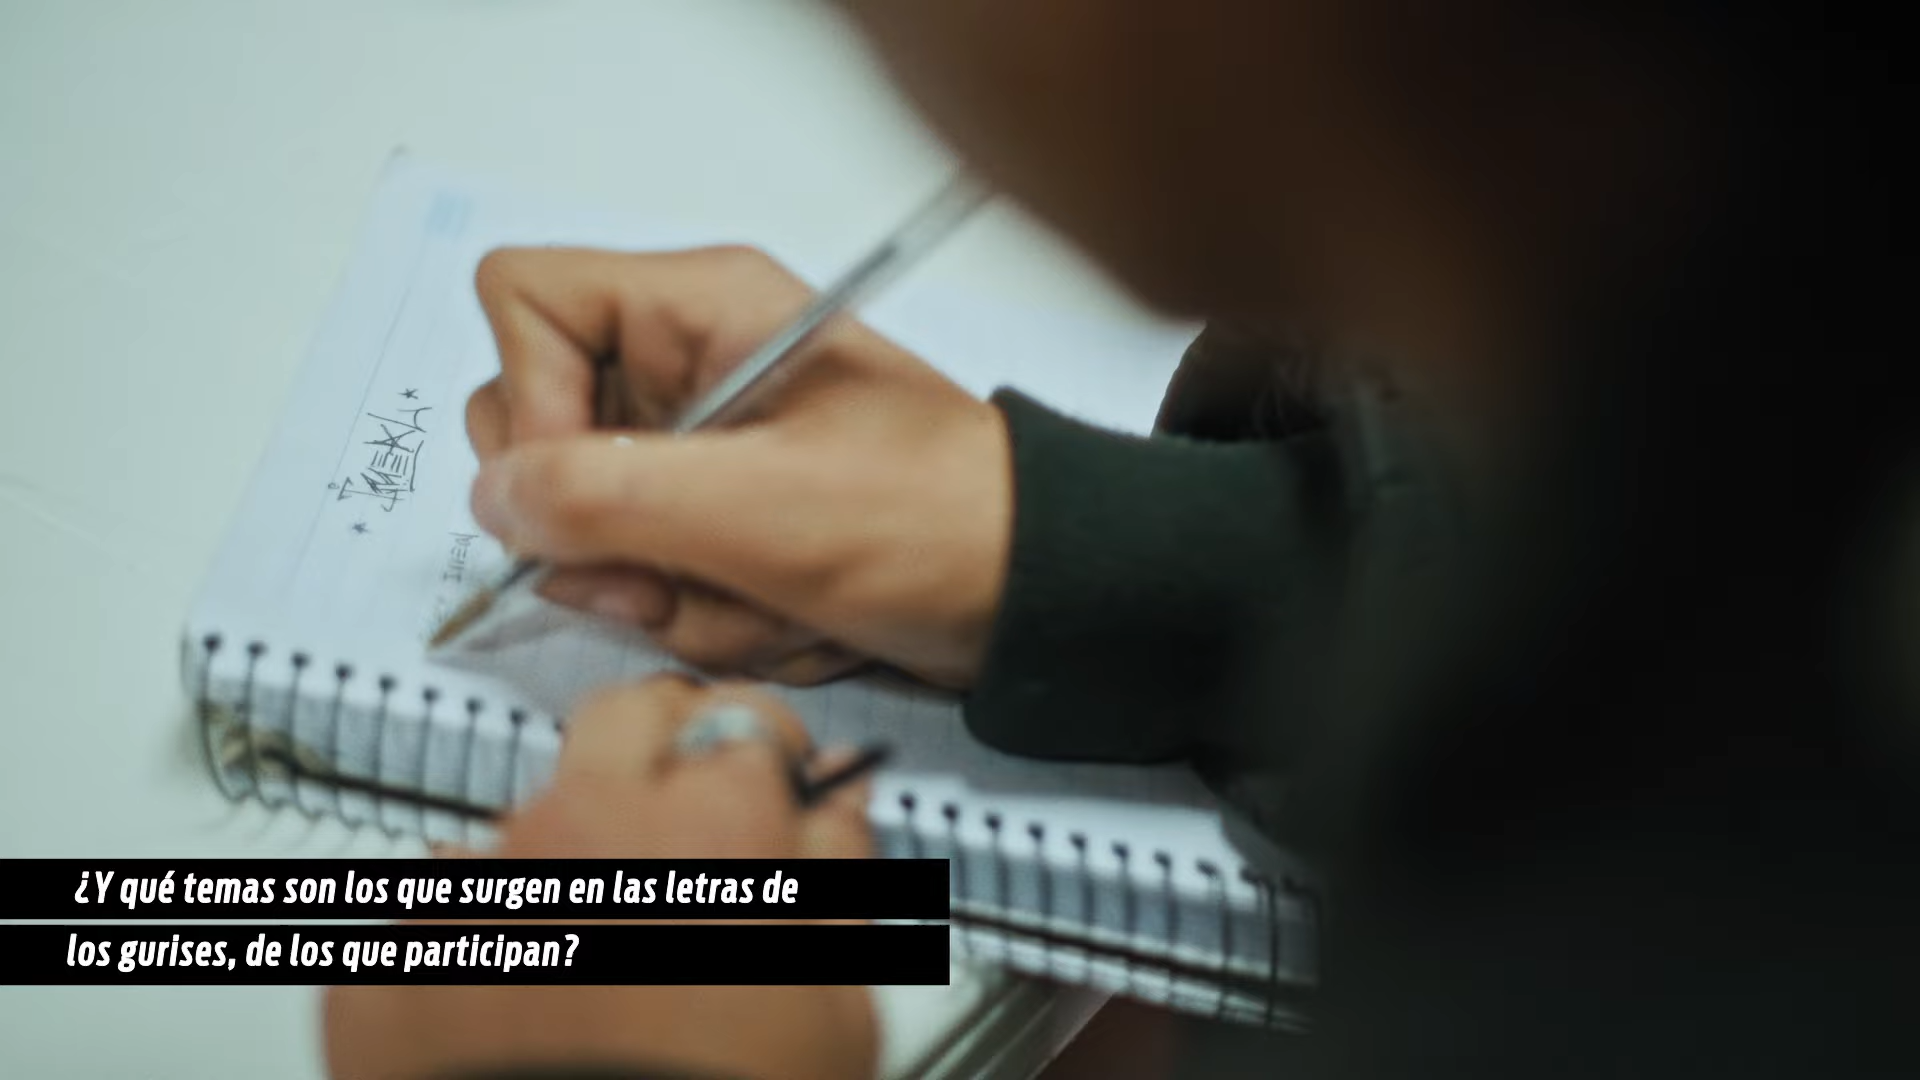 ¿Y qué temas son los que surgen en las letras de
los gurises, de los que participan?